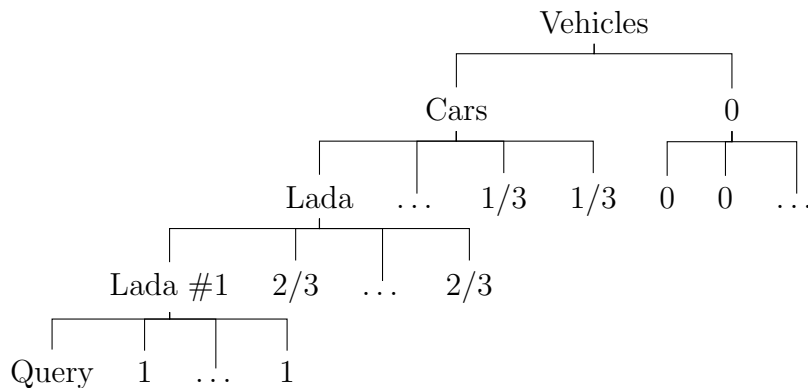 Vehicles
Cars 0
Lada ... 1/3 1/3 0 0 ...
Lada #1 2/3 ... 2/3
Query 1 ... 1